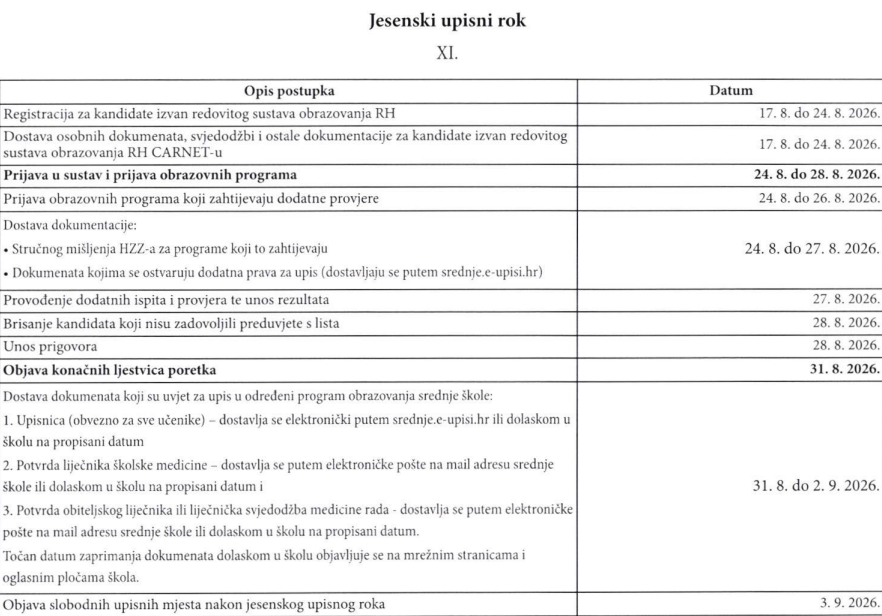 Jesenski upisni rok
XI.
Opis postupka Datum
Registracija za kandidate izvan redovitog sustava obrazovanja RH 17. 8. do 24. 8. 2026.
Dostava osobnih dokumenata, svjedodžbi i ostale dokumentacije za kandidate izvan redovitog
sustava obrazovanja RH CARNET-u 17. 8. do 24. 8. 2026.
Prijava u sustav i prijava obrazovnih programa 24. 8. do 28. 8. 2026.
Prijava obrazovnih programa koji zahtijevaju dodatne provjere 24. 8. do 26. 8. 2026.
Dostava dokumentacije:
• Stručnog mišljenja HZZ-a za programe koji to zahtijevaju 24. 8. do 27. 8. 2026.
• Dokumenata kojima se ostvaruju dodatna prava za upis (dostavljaju se putem srednje.e-upisi.hr)
Provođenje dodatnih ispita i provjera te unos rezultata 27. 8. 2026.
Brisanje kandidata koji nisu zadovoljili preduvjete s lista 28. 8. 2026.
Unos prigovora 28. 8. 2026.
Objava konačnih ljestvica poretka 31. 8. 2026.
Dostava dokumenata koji su uvjet za upis u određeni program obrazovanja srednje škole:
1. Upisnica (obvezno za sve učenike) – dostavlja se elektronički putem srednje.e-upisi.hr ili dolaskom u
školu na propisani datum
2. Potvrda liječnika školske medicine – dostavlja se putem elektroničke pošte na mail adresu srednje
škole ili dolaskom u školu na propisani datum i 31. 8. do 2. 9. 2026.
3. Potvrda obiteljskog liječnika ili liječnička svjedodžba medicine rada - dostavlja se putem elektroničke
pošte na mail adresu srednje škole ili dolaskom u školu na propisani datum.
Točan datum zaprimanja dokumenata dolaskom u školu objavljuje se na mrežnim stranicama i
oglasnim pločama škola.
Objava slobodnih upisnih mjesta nakon jesenskog upisnog roka 3. 9. 2026.